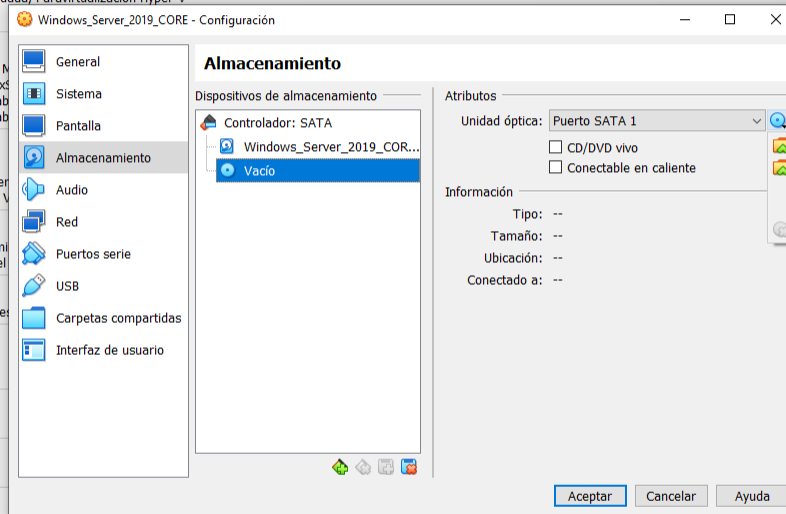 Windows_Server_2019_CORE - Configuración
General
Sistema
Pantalla
Almacenamiento
Audio
Red
Puertos serie
USB
Carpetas compartidas
Interfaz de usuario
Almacenamiento
Dispositivos de almacenamiento
Controlador: SATA
Windows_Server_2019_COR...
Vacío
Atributos
Unidad óptica: Puerto SATA 1
CD/DVD vivo
Conectable en caliente
Información
Tipo: --
Tamaño: --
Ubicación: --
Conectado a: --
Aceptar Cancelar Ayuda